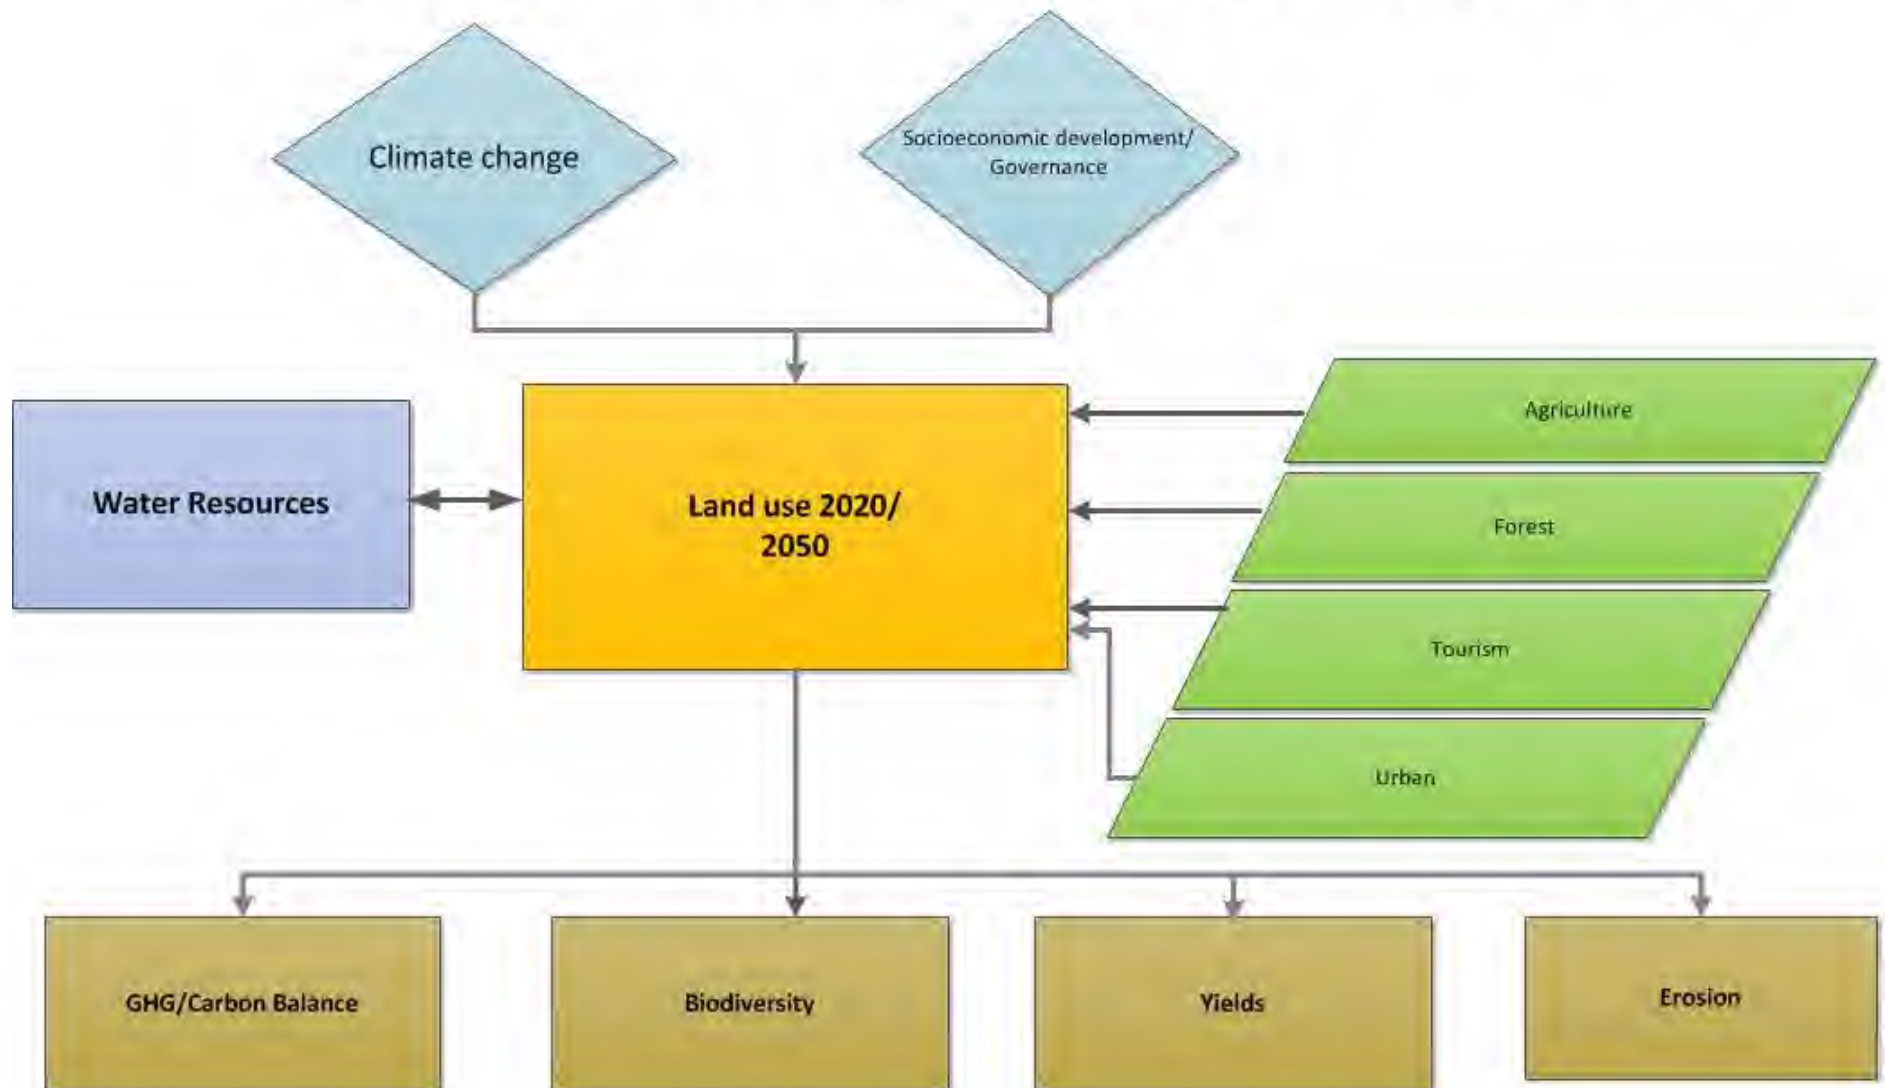 Climate change
Socioeconomic development/
Governance
Water Resources
Land use 2020/
2050
Agriculture
Forest
Tourism
Urban
GHG/Carbon Balance
Biodiversity
Yields
Erosion